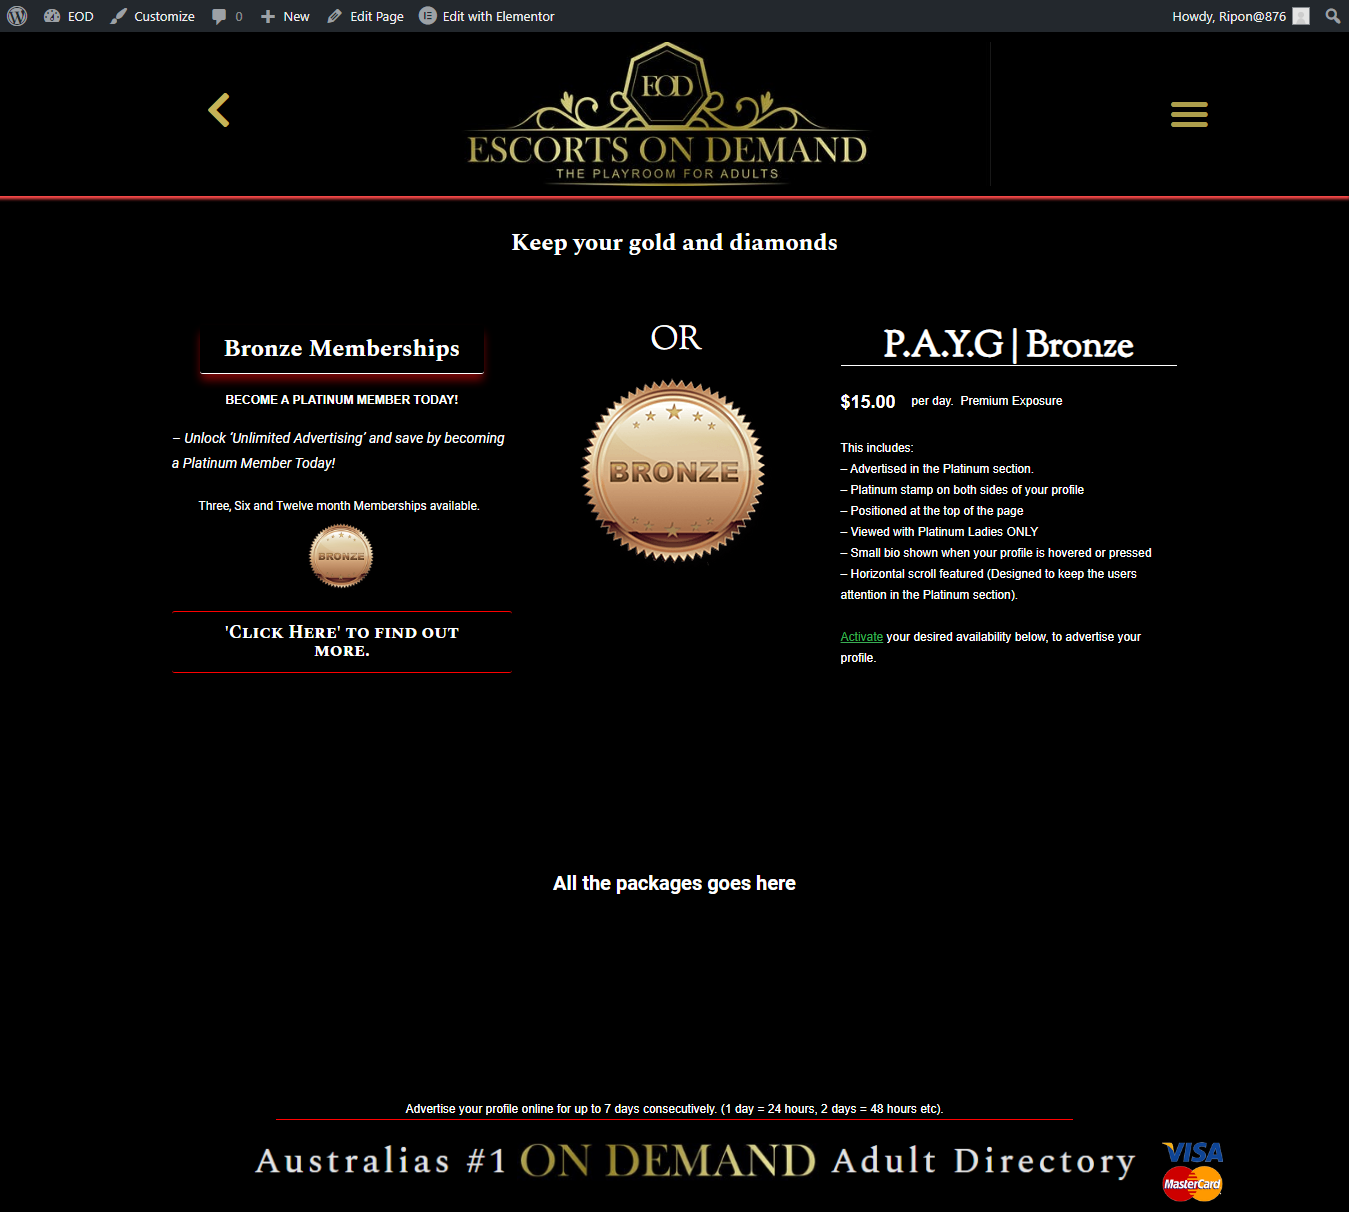 EOD
Customize
0
New
Edit Page
Edit with Elementor
Howdy, Ripon@876
EOD
ESCORTS ON DEMAND
THE PLAYROOM FOR ADULTS
Keep your gold and diamonds
Bronze Memberships
BECOME A PLATINUM MEMBER TODAY!
– Unlock ‘Unlimited Advertising’ and save by becoming
a Platinum Member Today!
Three, Six and Twelve month Memberships available.
BRONZE
'Click Here' to find out
more.
OR
BRONZE
P.A.Y.G | Bronze
$15.00 per day. Premium Exposure
This includes:
– Advertised in the Platinum section.
– Platinum stamp on both sides of your profile
– Positioned at the top of the page
– Viewed with Platinum Ladies ONLY
– Small bio shown when your profile is hovered or pressed
– Horizontal scroll featured (Designed to keep the users
attention in the Platinum section).
Activate your desired availability below, to advertise your
profile.
All the packages goes here
Advertise your profile online for up to 7 days consecutively. (1 day = 24 hours, 2 days = 48 hours etc).
Australias #1 ON DEMAND Adult Directory
VISA
MasterCard